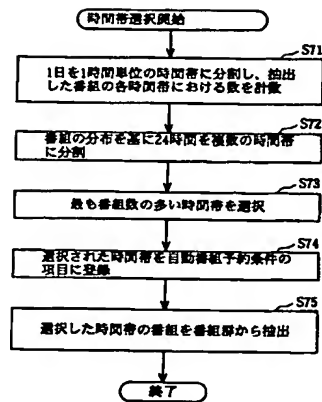 時間帯選択開始
S71
1日を1時間単位の時間帯に分割し、抽出
した番組の各時間帯における数を計数
S72
番組の分布を基に24時間を複数の時間帯
に分割
S73
最も番組数の多い時間帯を選択
S74
選択された時間帯を自動番組予約条件の
項目に登録
S75
選択した時間帯の番組を番組群から抽出
終了